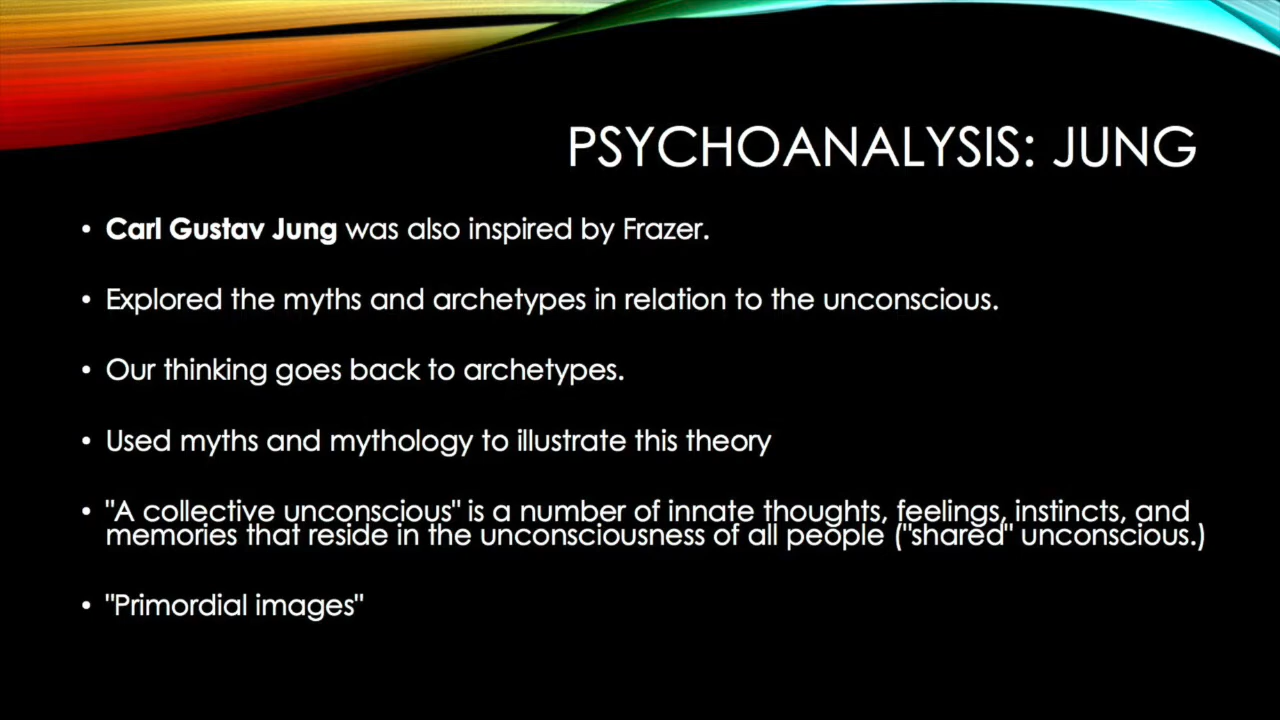 PSYCHOANALYSIS: JUNG
• Carl Gustav Jung was also inspired by Frazer.
• Explored the myths and archetypes in relation to the unconscious.
• Our thinking goes back to archetypes.
• Used myths and mythology to illustrate this theory
• "A collective unconscious" is a number of innate thoughts, feelings, instincts, and
memories that reside in the unconsciousness of all people ("shared" unconscious.)
• "Primordial images"